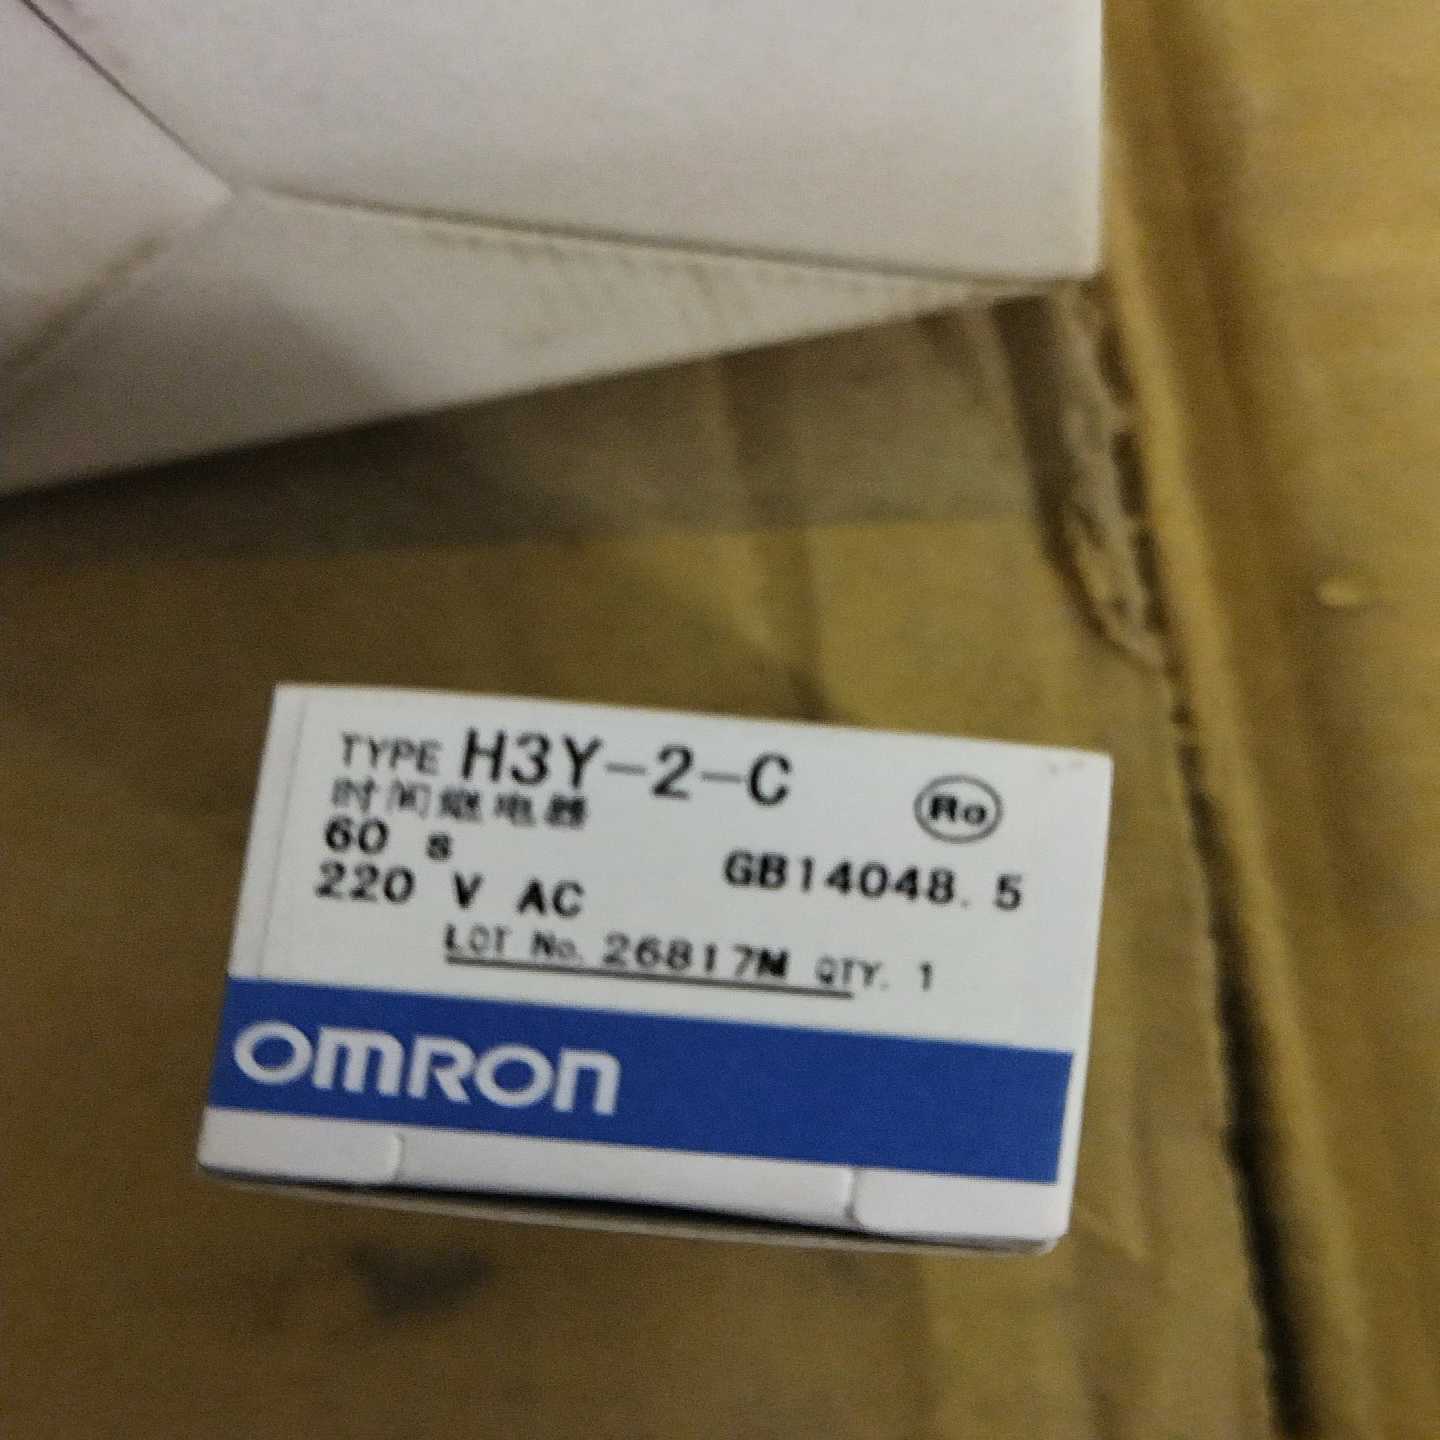 TYPE H3Y-2-C
时间继电器
Ro
60 s
GB14048.5
220 V AC
LOT No. 26817M QTY. 1
OMRON